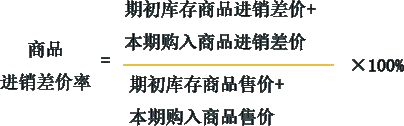 期初库存商品进销差价+
本期购入商品进销差价
商品
进销差价率
=
×100%
期初库存商品售价+
本期购入商品售价